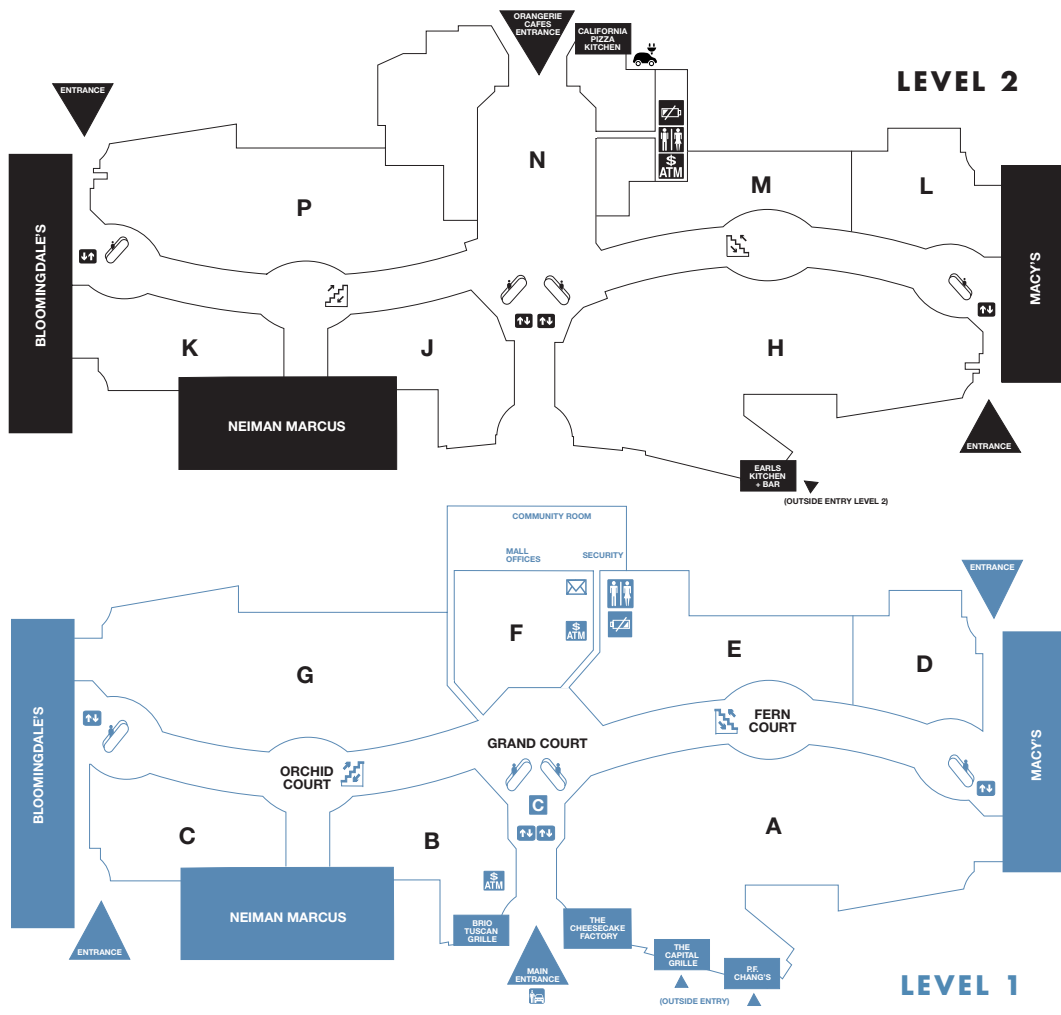 ORANGERIE
CAFES
ENTRANCE
CALIFORNIA
PIZZA
KITCHEN
LEVEL 2
ENTRANCE
$
ATM
N
M
L
P
BLOOMINGDALE'S
MACY'S
K
J
H
NEIMAN MARCUS
ENTRANCE
EARLS
KITCHEN
+ BAR
(OUTSIDE ENTRY LEVEL 2)
COMMUNITY ROOM
MALL
OFFICES
SECURITY
ENTRANCE
$
ATM
F
E
D
G
BLOOMINGDALE'S
MACY'S
FERN
COURT
GRAND COURT
ORCHID
COURT
C
C
B
A
$
ATM
NEIMAN MARCUS
BRIO
TUSCAN
GRILLE
THE
CHEESECAKE
FACTORY
ENTRANCE
THE
CAPITAL
GRILLE
MAIN
ENTRANCE
P.F.
CHANG'S
(OUTSIDE ENTRY)
LEVEL 1